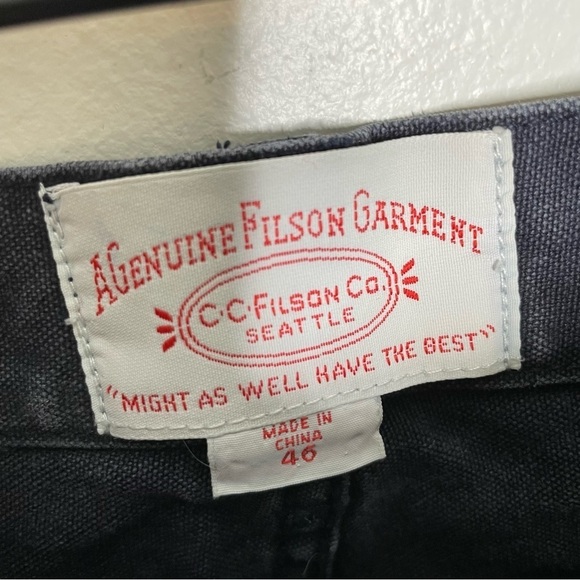 A GENUINE FILSON GARMENT
C.C. FILSON CO.
SEATTLE
"MIGHT AS WELL HAVE THE BEST"
MADE IN
CHINA
46